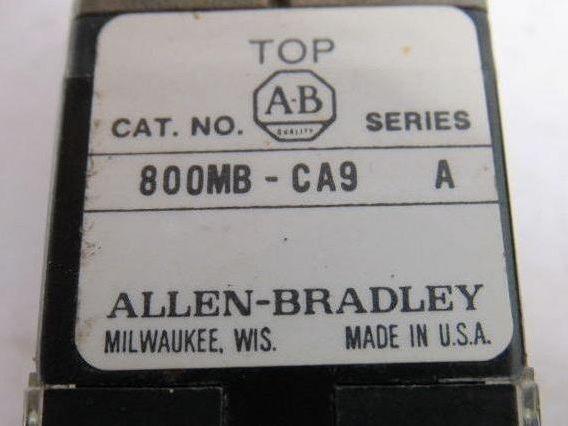 TOP
A-B
QUALITY
CAT. NO. SERIES
800MB - CA9 A
ALLEN-BRADLEY
MILWAUKEE, WIS. MADE IN U.S.A.